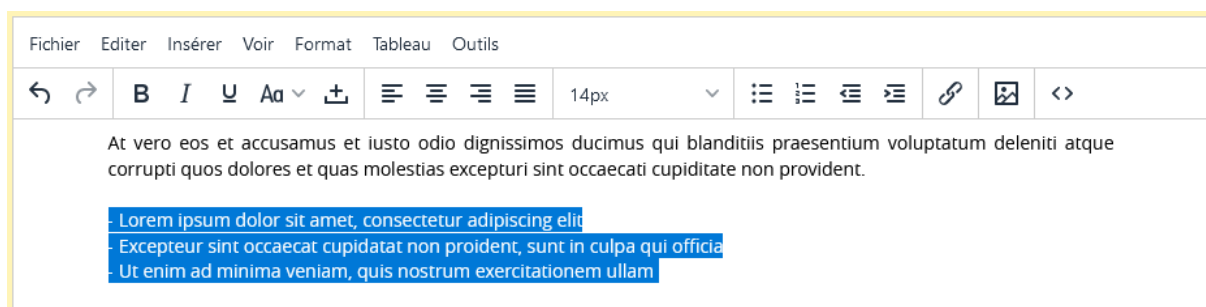 Fichier Editer Insérer Voir Format Tableau Outils
B I U Aa 14px
At vero eos et accusamus et iusto odio dignissimos ducimus qui blanditiis praesentium voluptatum deleniti atque
corrupti quos dolores et quas molestias excepturi sint occaecati cupiditate non provident.
- Lorem ipsum dolor sit amet, consectetur adipiscing elit
- Excepteur sint occaecat cupidatat non proident, sunt in culpa qui officia
- Ut enim ad minima veniam, quis nostrum exercitationem ullam